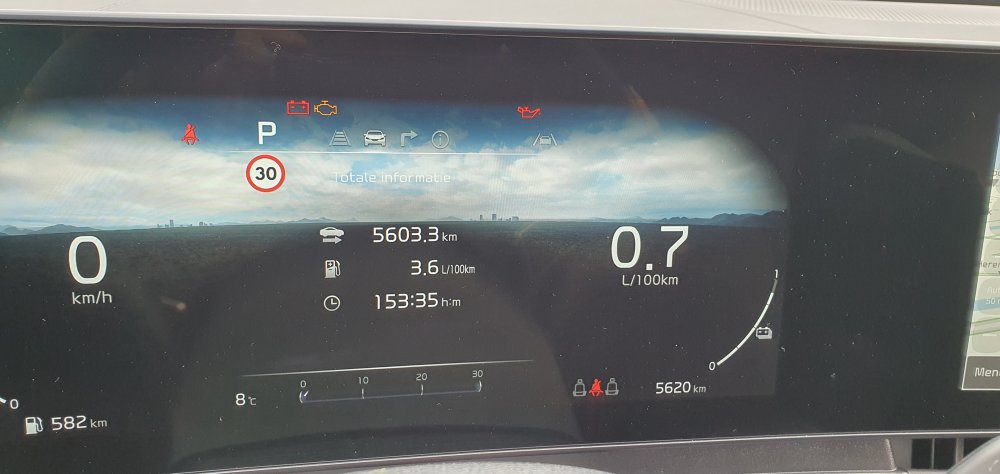 P
30
Totale informatie
0
km/h
5603.3 km
3.6 L/100km
153:35 h:m
0.7
L/100km
1
0
0 10 20 30
8 °C
0
582 km
5620 km
Men